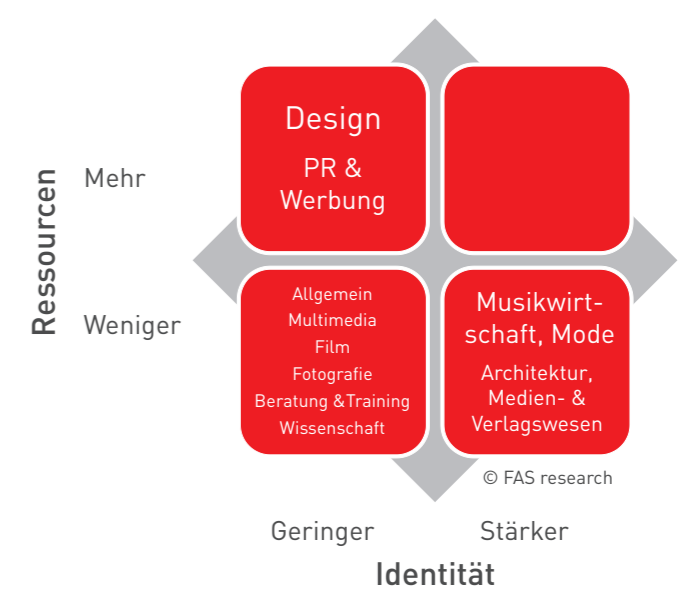 Design
PR &
Werbung
Ressourcen
Mehr
Weniger
Allgemein
Multimedia
Film
Fotografie
Beratung &Training
Wissenschaft
Musikwirt-
schaft, Mode
Architektur,
Medien- &
Verlagswesen
© FAS research
Geringer
Stärker
Identität